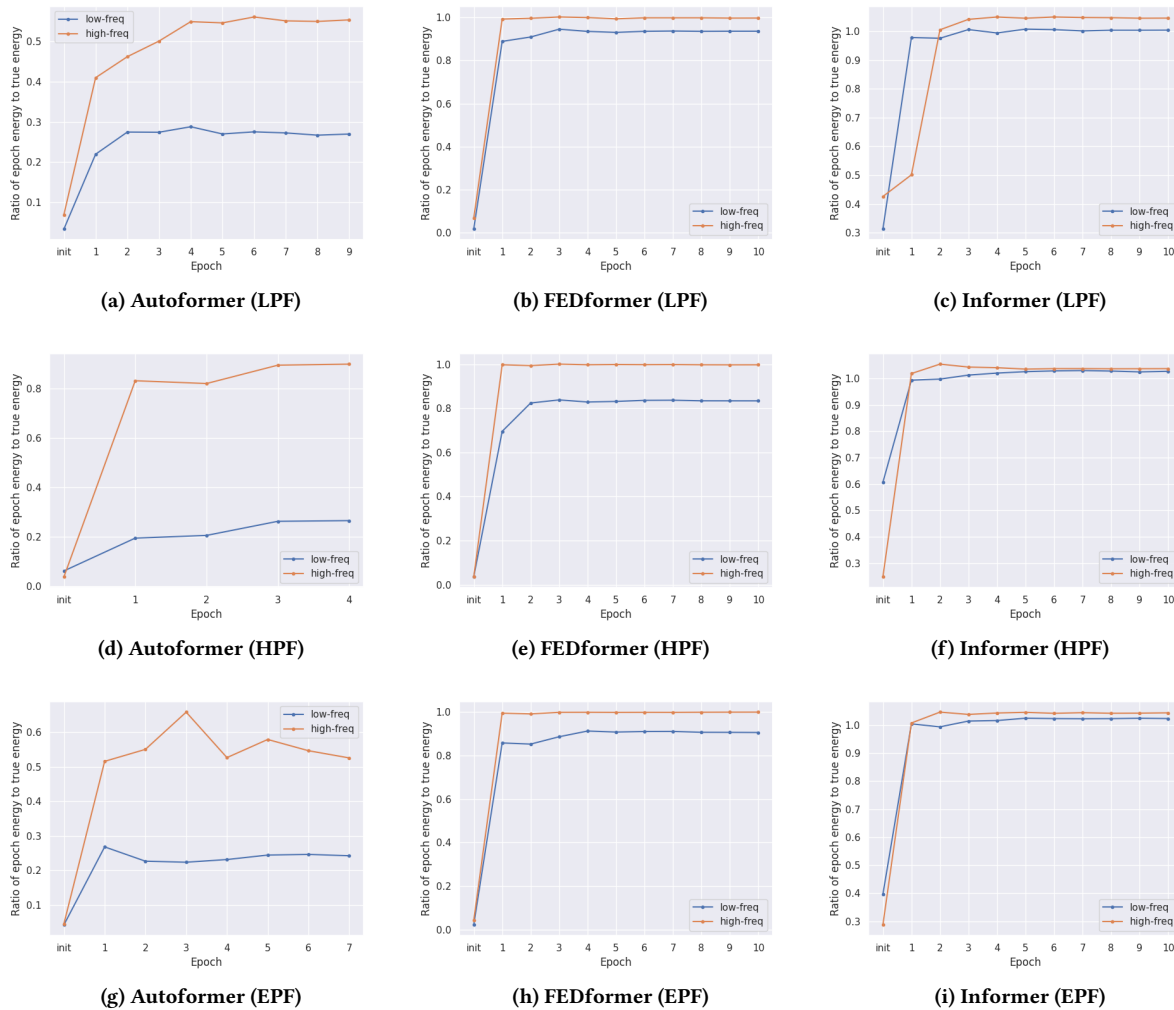 Ratio of epoch energy to true energy
0.5
0.4
0.3
0.2
0.1
low-freq
high-freq
init 1 2 3 4 5 6 7 8 9
Epoch
(a) Autoformer (LPF)
Ratio of epoch energy to true energy
1.0
0.8
0.6
0.4
0.2
0.0
low-freq
high-freq
init 1 2 3 4 5 6 7 8 9 10
Epoch
(b) FEDformer (LPF)
Ratio of epoch energy to true energy
1.0
0.9
0.8
0.7
0.6
0.5
0.4
0.3
low-freq
high-freq
init 1 2 3 4 5 6 7 8 9 10
Epoch
(c) Informer (LPF)
Ratio of epoch energy to true energy
0.8
0.6
0.4
0.2
0.0
low-freq
high-freq
init 1 2 3 4
Epoch
(d) Autoformer (HPF)
Ratio of epoch energy to true energy
1.0
0.8
0.6
0.4
0.2
0.0
low-freq
high-freq
init 1 2 3 4 5 6 7 8 9 10
Epoch
(e) FEDformer (HPF)
Ratio of epoch energy to true energy
1.0
0.9
0.8
0.7
0.6
0.5
0.4
0.3
low-freq
high-freq
init 1 2 3 4 5 6 7 8 9 10
Epoch
(f) Informer (HPF)
Ratio of epoch energy to true energy
0.6
0.5
0.4
0.3
0.2
0.1
low-freq
high-freq
init 1 2 3 4 5 6 7
Epoch
(g) Autoformer (EPF)
Ratio of epoch energy to true energy
1.0
0.8
0.6
0.4
0.2
0.0
low-freq
high-freq
init 1 2 3 4 5 6 7 8 9 10
Epoch
(h) FEDformer (EPF)
Ratio of epoch energy to true energy
1.0
0.9
0.8
0.7
0.6
0.5
0.4
0.3
low-freq
high-freq
init 1 2 3 4 5 6 7 8 9 10
Epoch
(i) Informer (EPF)